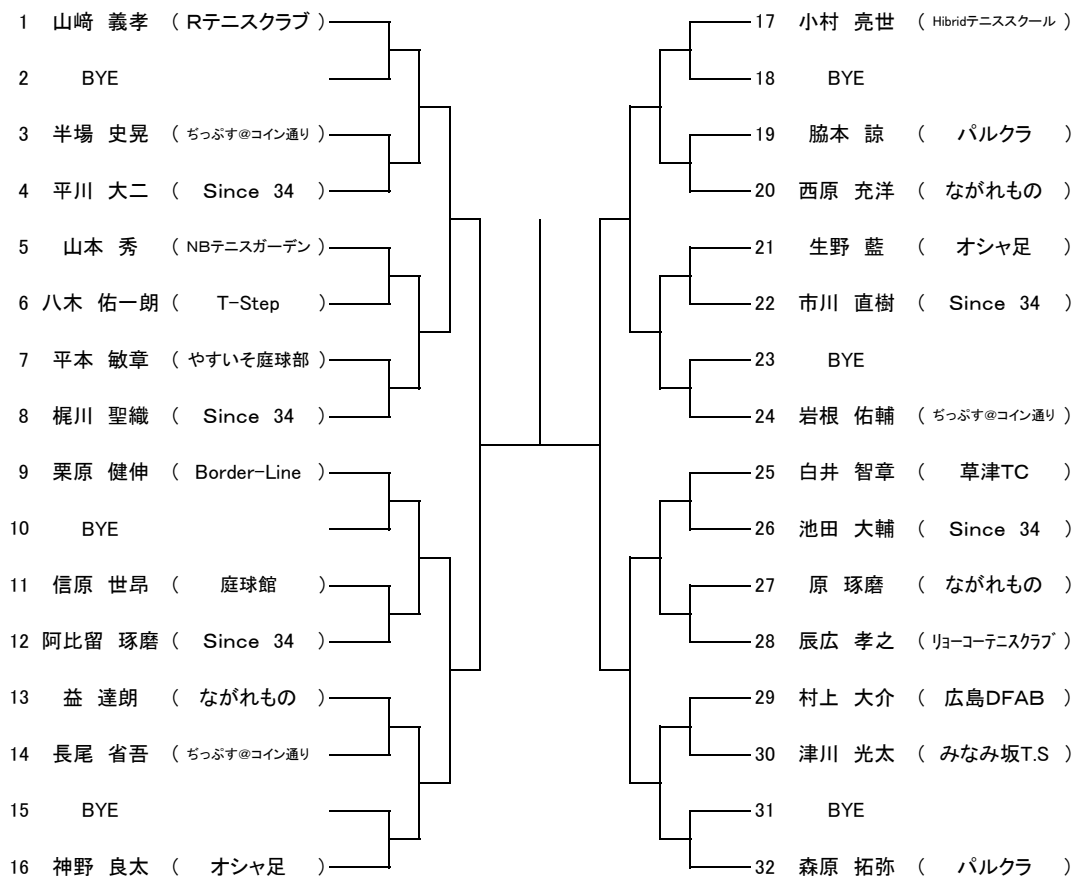 1 山﨑 義孝 ( Rテニスクラブ )
2 BYE
3 半場 史晃 ( ぢっぷす@コイン通り )
4 平川 大二 ( Since 34 )
5 山本 秀 ( NBテニスガーデン )
6 八木 佑一朗 ( T-Step )
7 平本 敏章 ( やすいそ庭球部 )
8 梶川 聖織 ( Since 34 )
9 栗原 健伸 ( Border-Line )
10 BYE
11 信原 世昂 ( 庭球館 )
12 阿比留 琢磨 ( Since 34 )
13 益 達朗 ( ながれもの )
14 長尾 省吾 ( ぢっぷす@コイン通り
15 BYE
16 神野 良太 ( オシャ足 )
17 小村 亮世 ( Hibridテニススクール )
18 BYE
19 脇本 諒 ( パルクラ )
20 西原 充洋 ( ながれもの )
21 生野 藍 ( オシャ足 )
22 市川 直樹 ( Since 34 )
23 BYE
24 岩根 佑輔 ( ぢっぷす@コイン通り )
25 白井 智章 ( 草津TC )
26 池田 大輔 ( Since 34 )
27 原 琢磨 ( ながれもの )
28 辰広 孝之 ( リョーコーテニスクラブ )
29 村上 大介 ( 広島DFAB )
30 津川 光太 ( みなみ坂T.S )
31 BYE
32 森原 拓弥 ( パルクラ )